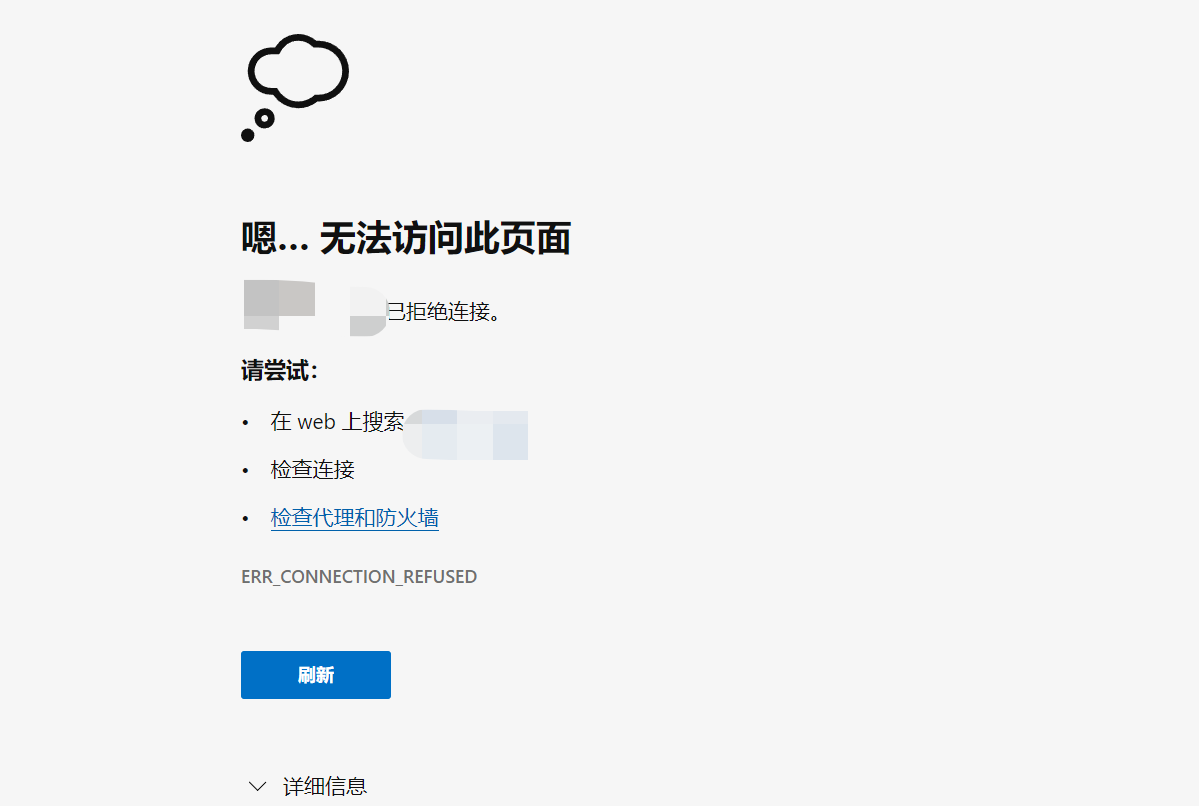 嗯… 无法访问此页面
已拒绝连接。
请尝试：
• 在 web 上搜索
• 检查连接
• 检查代理和防火墙
ERR_CONNECTION_REFUSED
刷新
详细信息